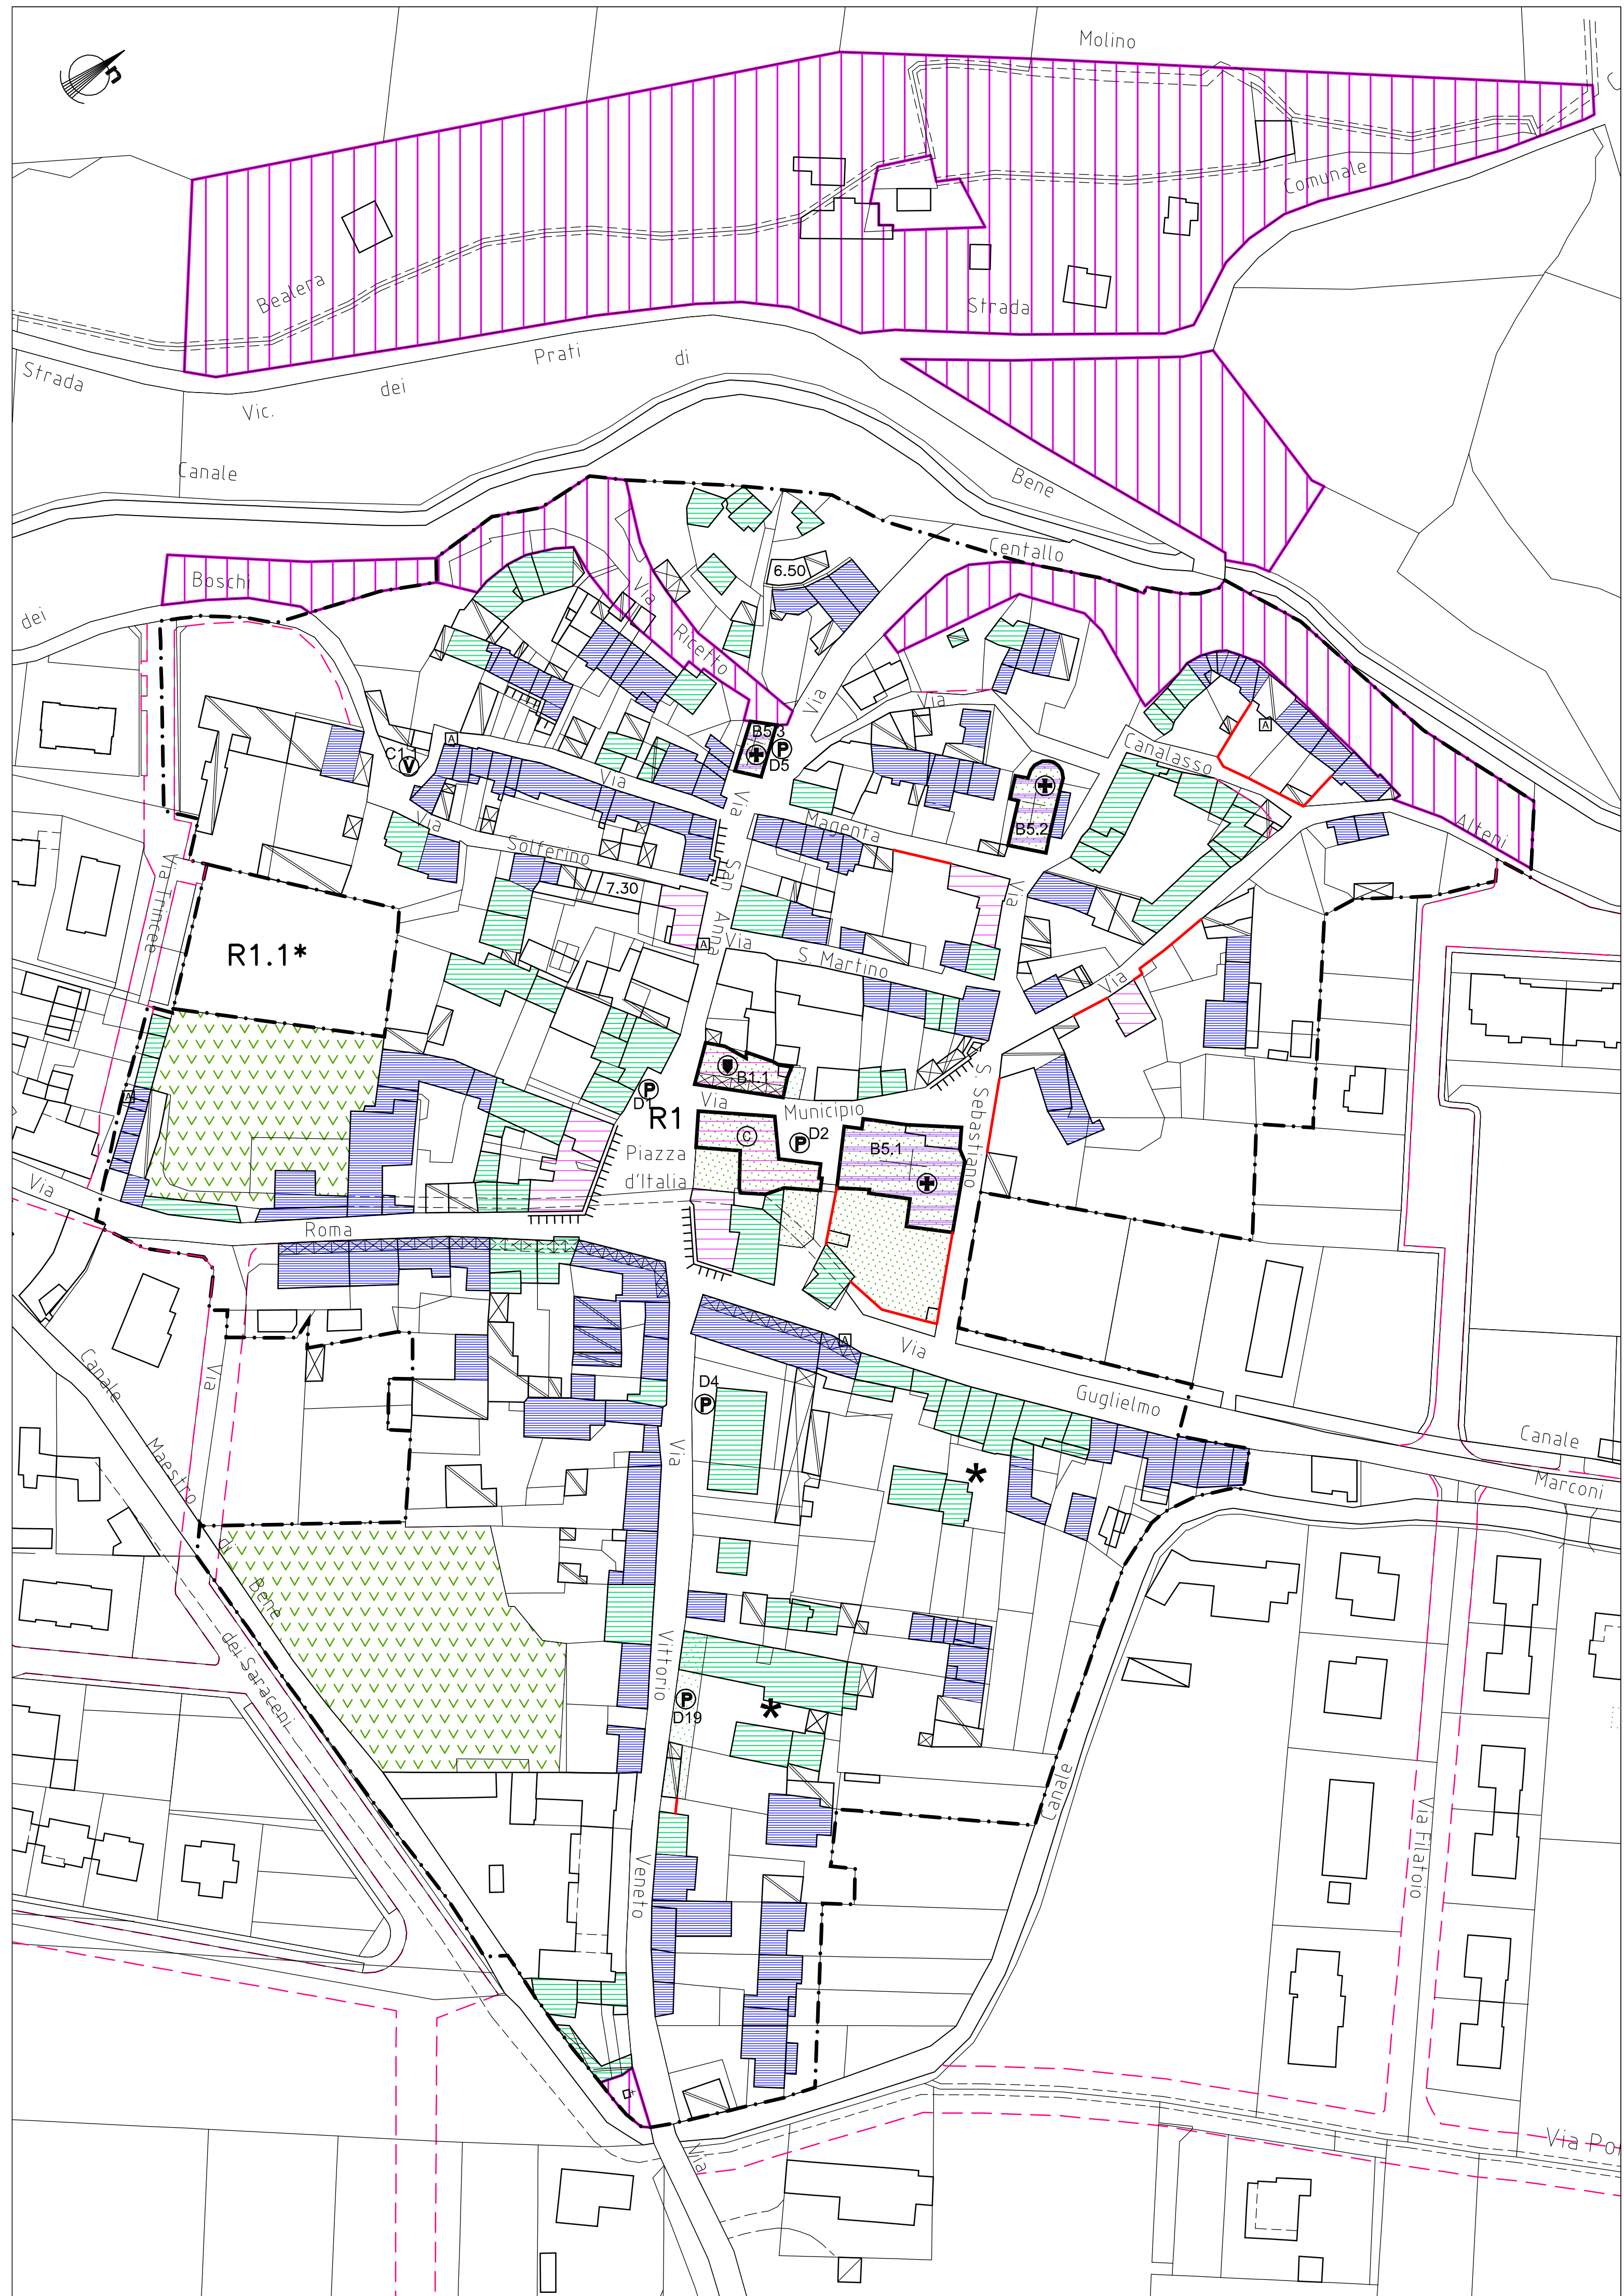 Molino
Comunale
Bealera
Strada
Strada
Vic.
dei
Prati
di
Bene
Canale
Centallo
6.50
Boschi
dei
Via
Ricetto
Via
Via
B5.3
P
D5
C1
V
A
A
Via
Canalasso
B5.2
Alteni
Via
Solferino
Via
San
Anna
Magenta
Via
7.30
Via Trincee
R1.1*
A
Via
S. Martino
Via
B1.1
P
D1
R1
Via
Municipio
S. Sebastiano
C
P
D2
B5.1
Piazza
d'Italia
A
Via
Roma
A
Via
Guglielmo
Canale
Marconi
D4
P
Canale
Maestro
di
Bene
dei Saraceni
Via
Via
Vittorio
Veneto
*
P
D19
*
Canale
Via Filatoio
Via
Via Po